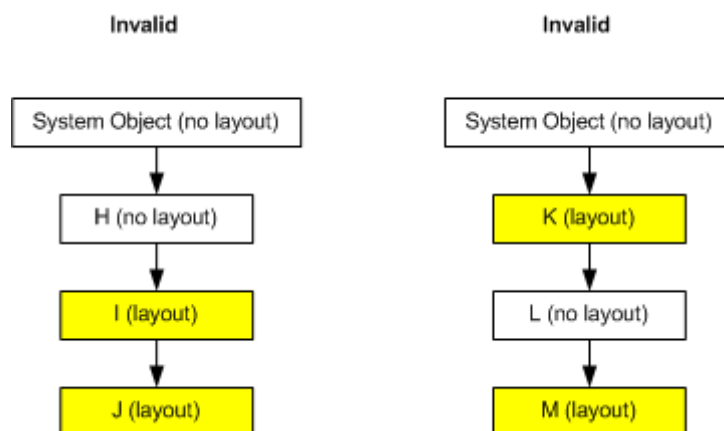 Invalid
System Object (no layout)
H (no layout)
I (layout)
J (layout)
Invalid
System Object (no layout)
K (layout)
L (no layout)
M (layout)